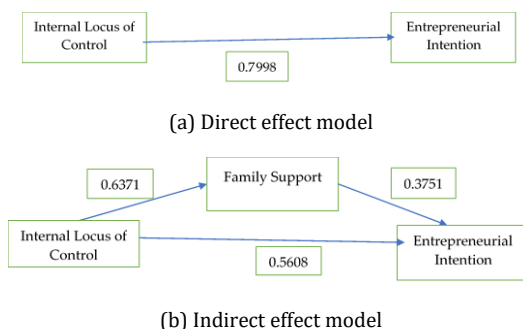 Internal Locus of
Control
Entrepreneurial
Intention
0.7998
(a) Direct effect model
Family Support
0.6371
0.3751
Internal Locus of
Control
Entrepreneurial
Intention
0.5608
(b) Indirect effect model